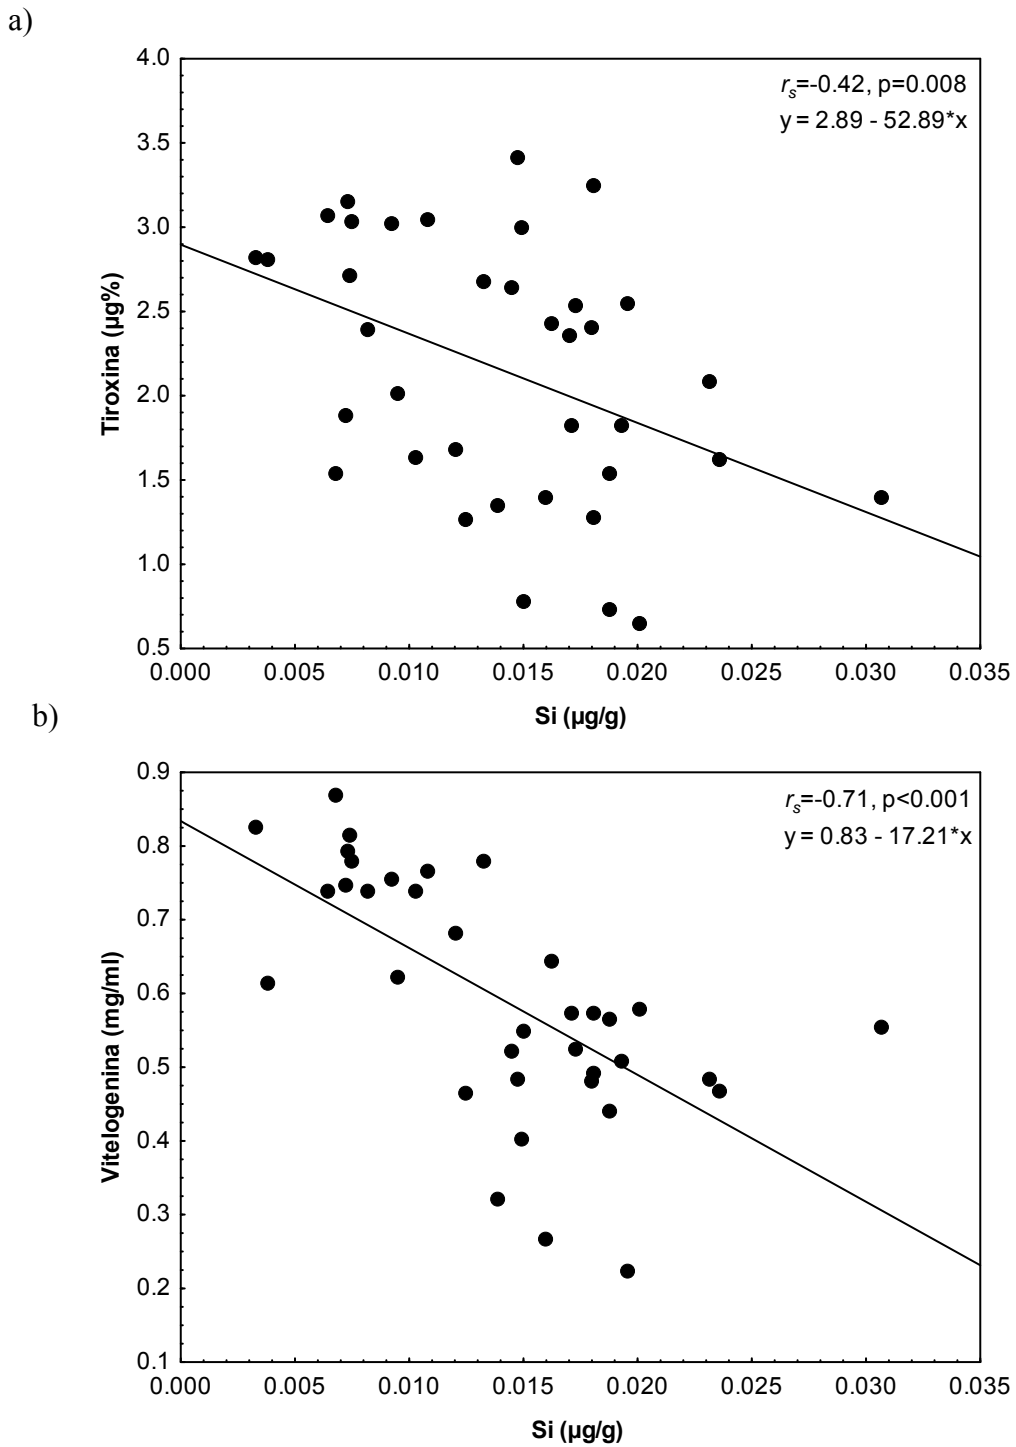 a)
4.0
3.5
3.0
2.5
2.0
1.5
1.0
0.5
Tiroxina (µg%)
rs=-0.42, p=0.008
y = 2.89 - 52.89*x
0.000 0.005 0.010 0.015 0.020 0.025 0.030 0.035
Si (µg/g)
b)
0.9
0.8
0.7
0.6
0.5
0.4
0.3
0.2
0.1
Vitelogenina (mg/ml)
rs=-0.71, p<0.001
y = 0.83 - 17.21*x
0.000 0.005 0.010 0.015 0.020 0.025 0.030 0.035
Si (µg/g)